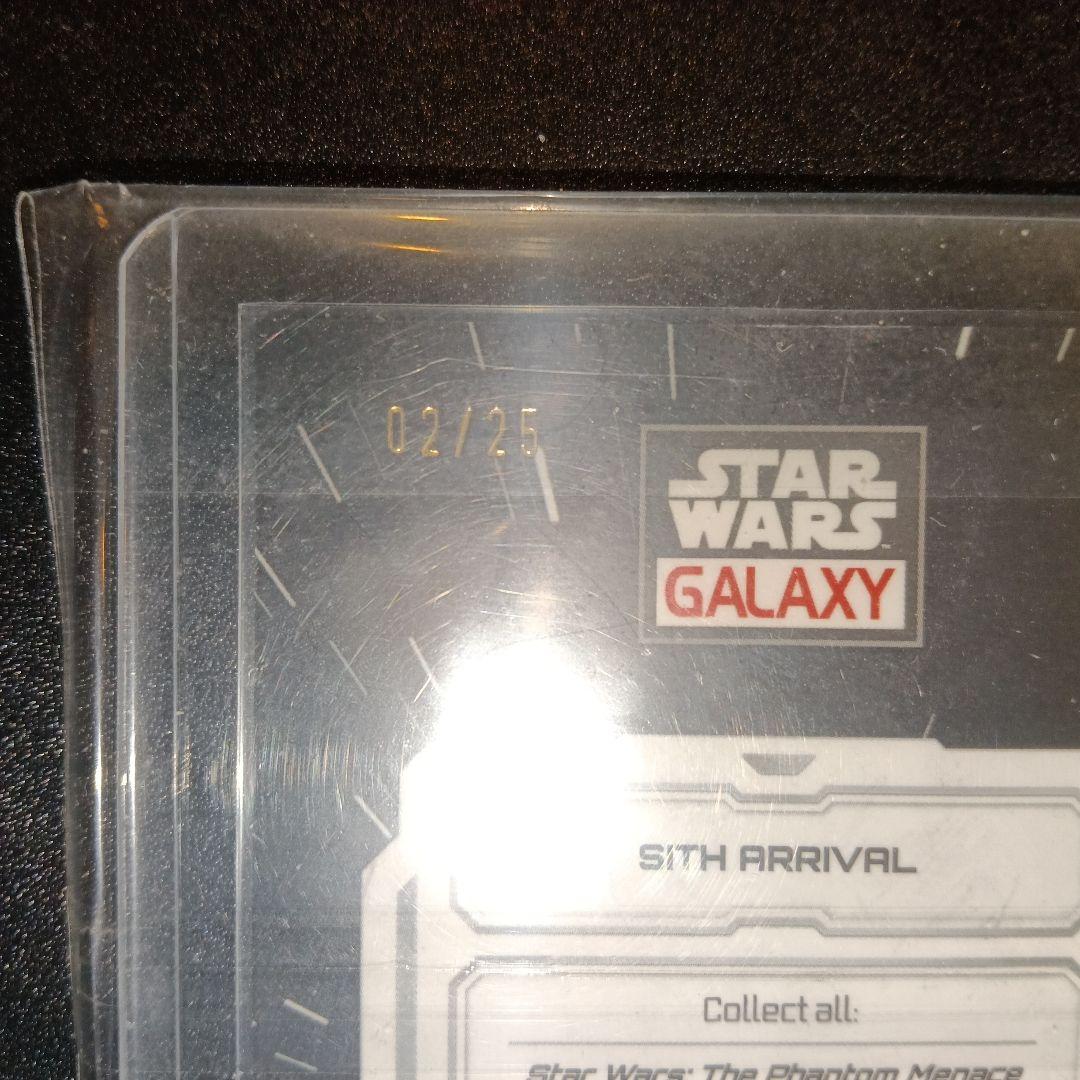 02/25
STAR
WARS
GALAXY
SITH ARRIVAL
Collect all:
Star Wars: The Phantom Menace